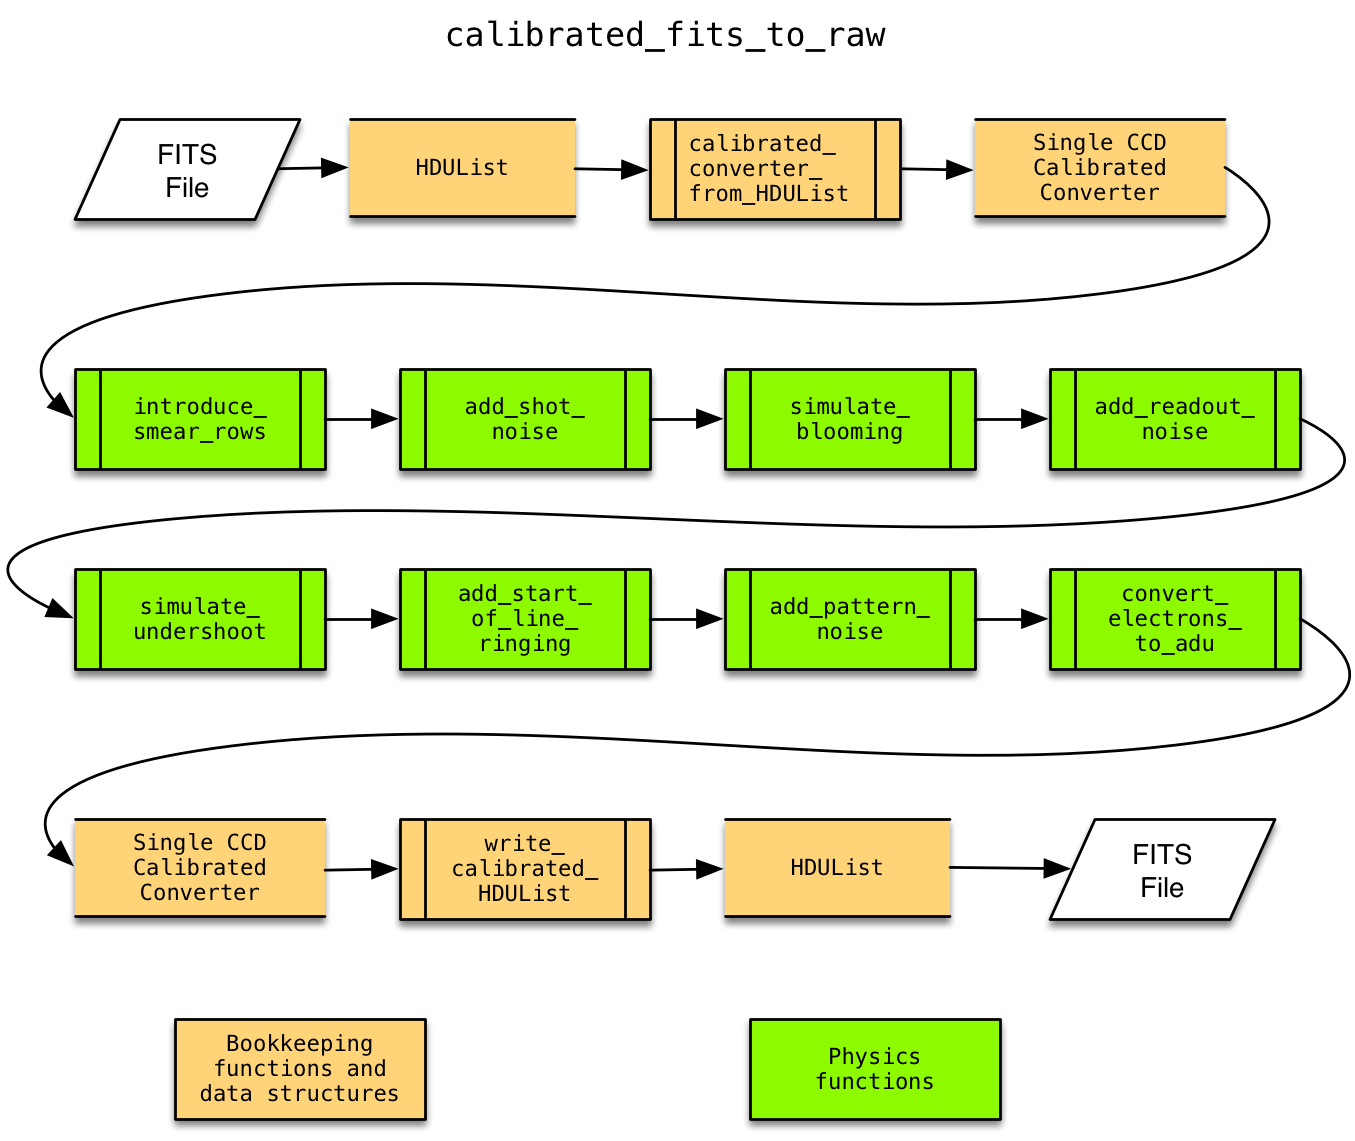 calibrated_fits_to_raw
FITS
File
HDUList
calibrated_
converter_
from_HDUList
Single CCD
Calibrated
Converter
introduce_
smear_rows
add_shot_
noise
simulate_
blooming
add_readout_
noise
simulate_
undershoot
add_start_
of_line_
ringing
add_pattern_
noise
convert_
electrons_
to_adu
Single CCD
Calibrated
Converter
write_
calibrated_
HDUList
HDUList
FITS
File
Bookkeeping
functions and
data structures
Physics
functions